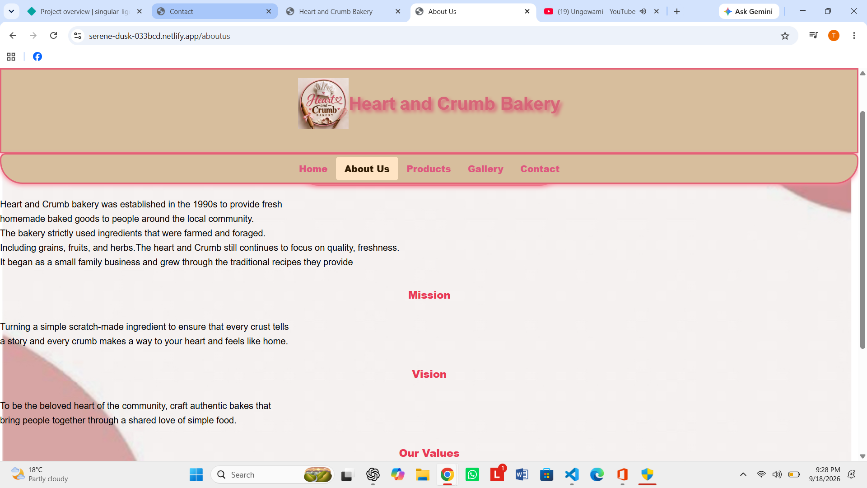 Project overview | singular-lig
Contact
Heart and Crumb Bakery
About Us
(19) Ungowami - YouTube
Ask Gemini
serene-dusk-033bcd.netlify.app/aboutus
T
Heart and Crumb BAKERY
Heart and Crumb Bakery
Home
About Us
Products
Gallery
Contact
Heart and Crumb bakery was established in the 1990s to provide fresh
homemade baked goods to people around the local community.
The bakery strictly used ingredients that were farmed and foraged.
Including grains, fruits, and herbs.The heart and Crumb still continues to focus on quality, freshness.
It began as a small family business and grew through the traditional recipes they provide
Mission
Turning a simple scratch-made ingredient to ensure that every crust tells
a story and every crumb makes a way to your heart and feels like home.
Vision
To be the beloved heart of the community, craft authentic bakes that
bring people together through a shared love of simple food.
Our Values
18°C
Partly cloudy
Search
9:28 PM
9/18/2026